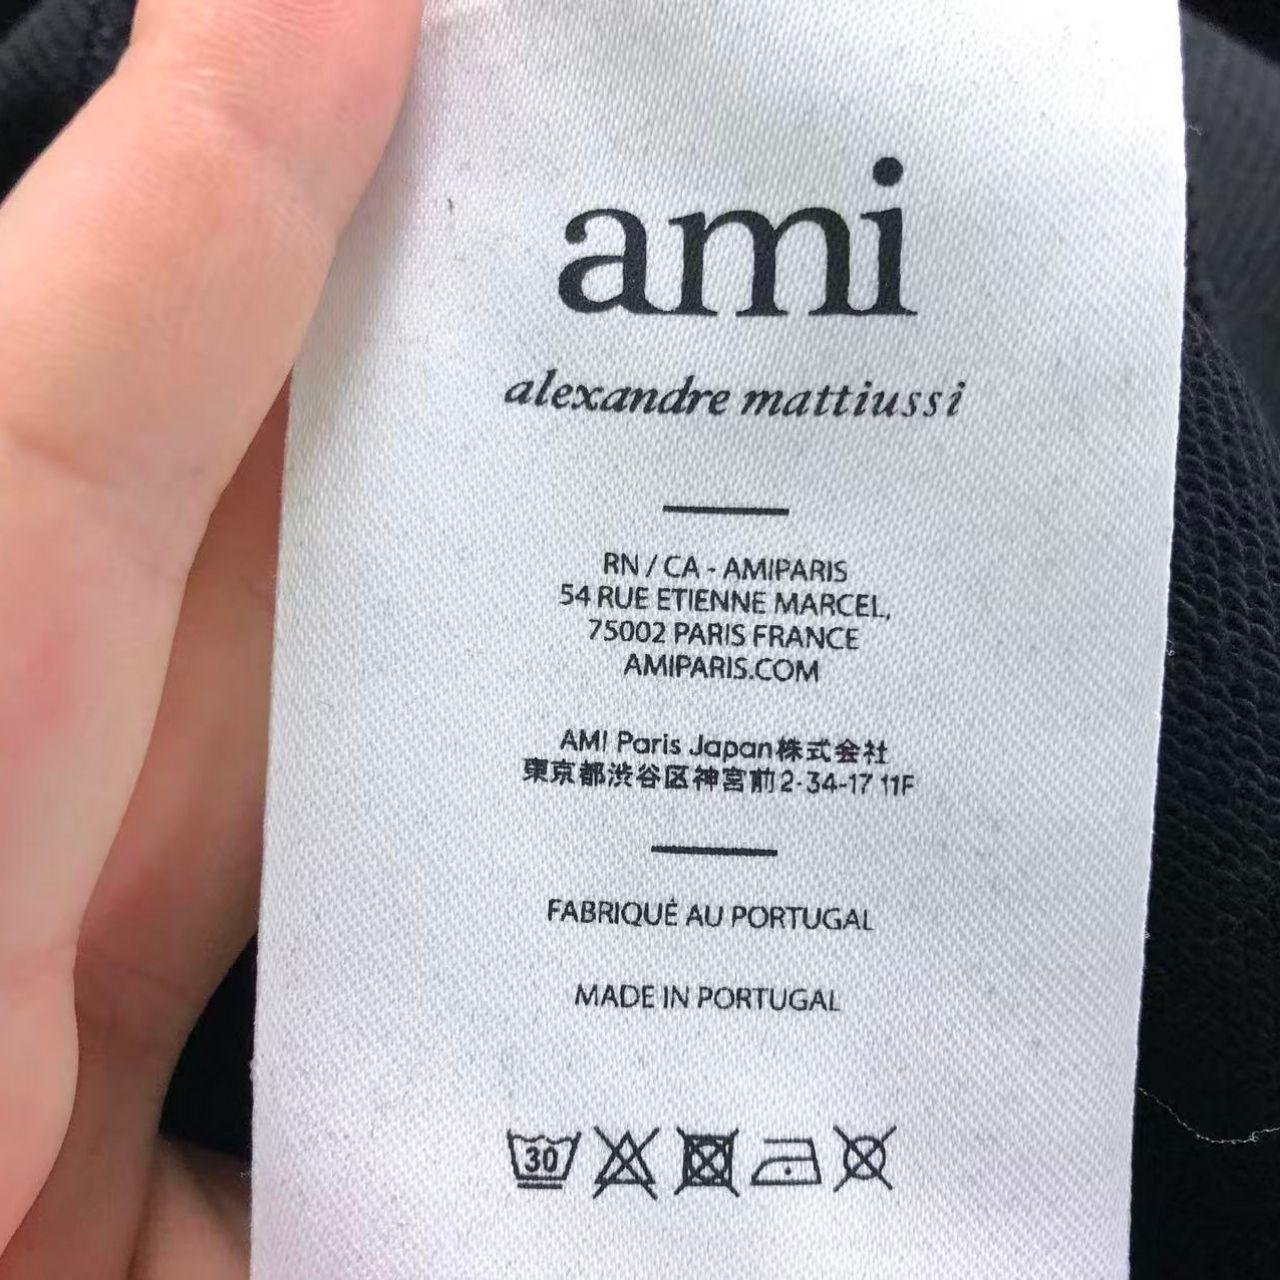 ami
alexandre mattiussi
RN / CA - AMIPARIS
54 RUE ETIENNE MARCEL,
75002 PARIS FRANCE
AMIPARIS.COM
AMI Paris Japan株式会社
東京都渋谷区神宮前2-34-17 11F
FABRIQUÉ AU PORTUGAL
MADE IN PORTUGAL
30